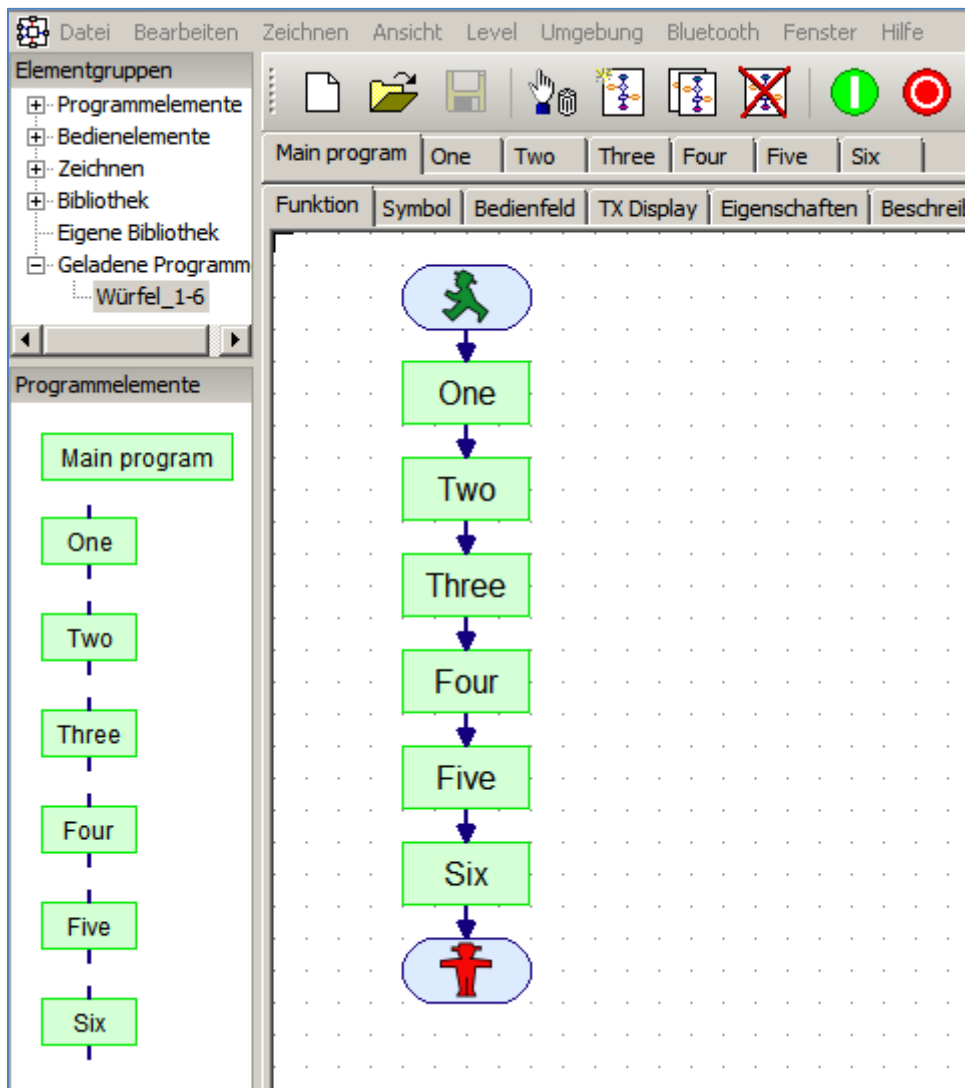 Datei Bearbeiten Zeichnen Ansicht Level Umgebung Bluetooth Fenster Hilfe
Elementgruppen
Programmelemente
Bedienelemente
Zeichnen
Bibliothek
Eigene Bibliothek
Geladene Programm
Würfel_1-6
Programmelemente
Main program
One
Two
Three
Four
Five
Six
Main program One Two Three Four Five Six
Funktion Symbol Bedienfeld TX Display Eigenschaften Beschreib
One
Two
Three
Four
Five
Six